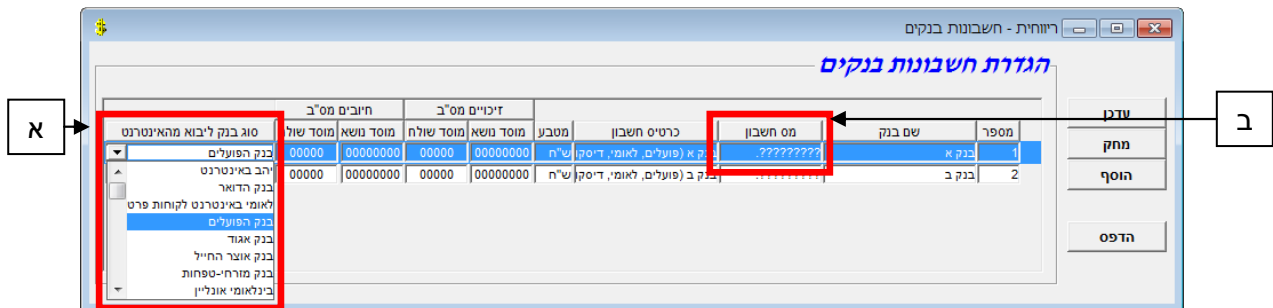 ריווחית - חשבונות בנקים
הגדרת חשבונות בנקים
זיכויים מס"ב חיובים מס"ב
מספר שם בנק מס חשבון כרטיס חשבון מטבע מוסד נושא מוסד שולח מוסד נושא מוסד שולח סוג בנק ליבוא מהאינטרנט
1 בנק א ?????????. בנק א (פועלים, לאומי, דיסקו ש"ח 00000000 00000 00000000 00000 בנק הפועלים
2 בנק ב ?????????. בנק ב (פועלים, לאומי, דיסקו ש"ח 00000000 00000 00000000 00000
יהב באינטרנט
בנק הדואר
לאומי באינטרנט לקוחות פרט
בנק הפועלים
בנק אגוד
בנק אוצר החייל
בנק מזרחי-טפחות
בינלאומי אונליין
עדכן
מחק
הוסף
הדפס
א
ב